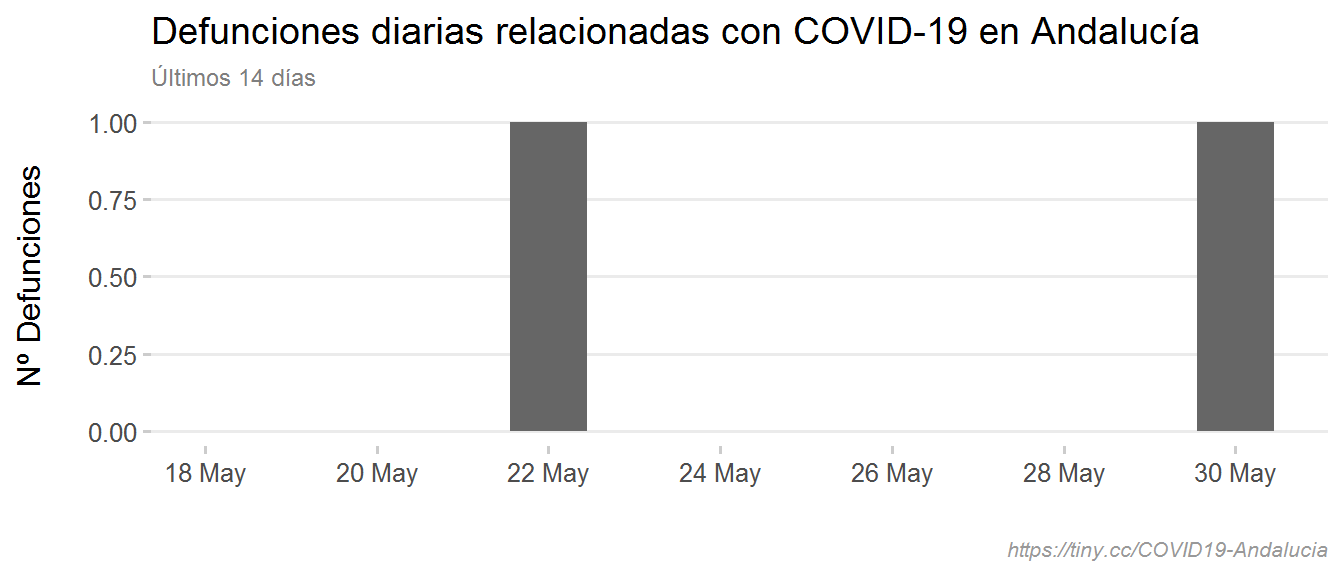 Defunciones diarias relacionadas con COVID-19 en Andalucía
Últimos 14 días
Nº Defunciones
1.00
0.75
0.50
0.25
0.00
18 May 20 May 22 May 24 May 26 May 28 May 30 May
https://tiny.cc/COVID19-Andalucia